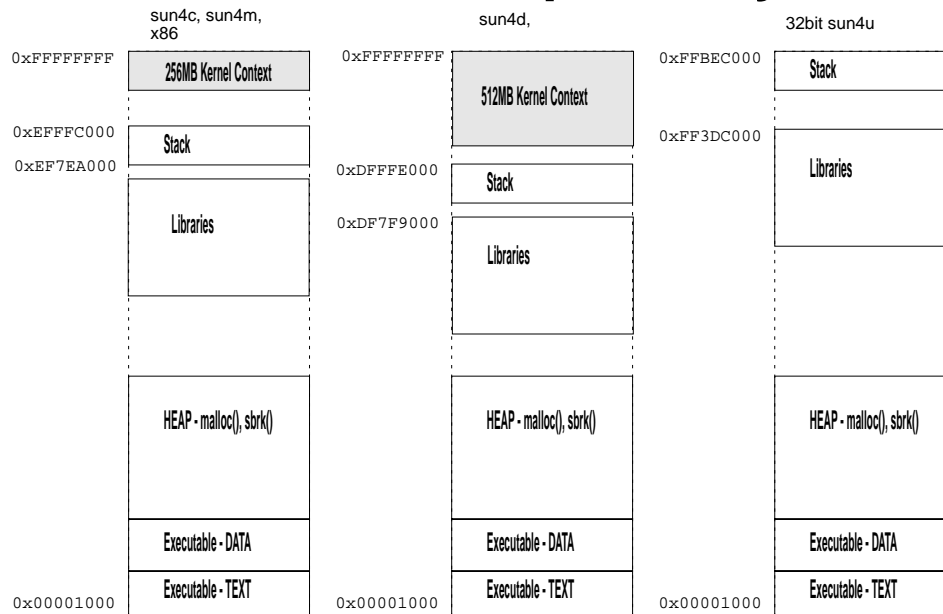 sun4c, sun4m,
x86
0xFFFFFFFF
256MB Kernel Context
0xEFFFC000
Stack
0xEF7EA000
Libraries
HEAP - malloc(), sbrk()
Executable - DATA
Executable - TEXT
0x00001000
sun4d,
0xFFFFFFFF
512MB Kernel Context
0xDFFFE000
Stack
0xDF7F9000
Libraries
HEAP - malloc(), sbrk()
Executable - DATA
Executable - TEXT
0x00001000
32bit sun4u
0xFFBEC000
Stack
0xFF3DC000
Libraries
HEAP - malloc(), sbrk()
Executable - DATA
Executable - TEXT
0x00001000